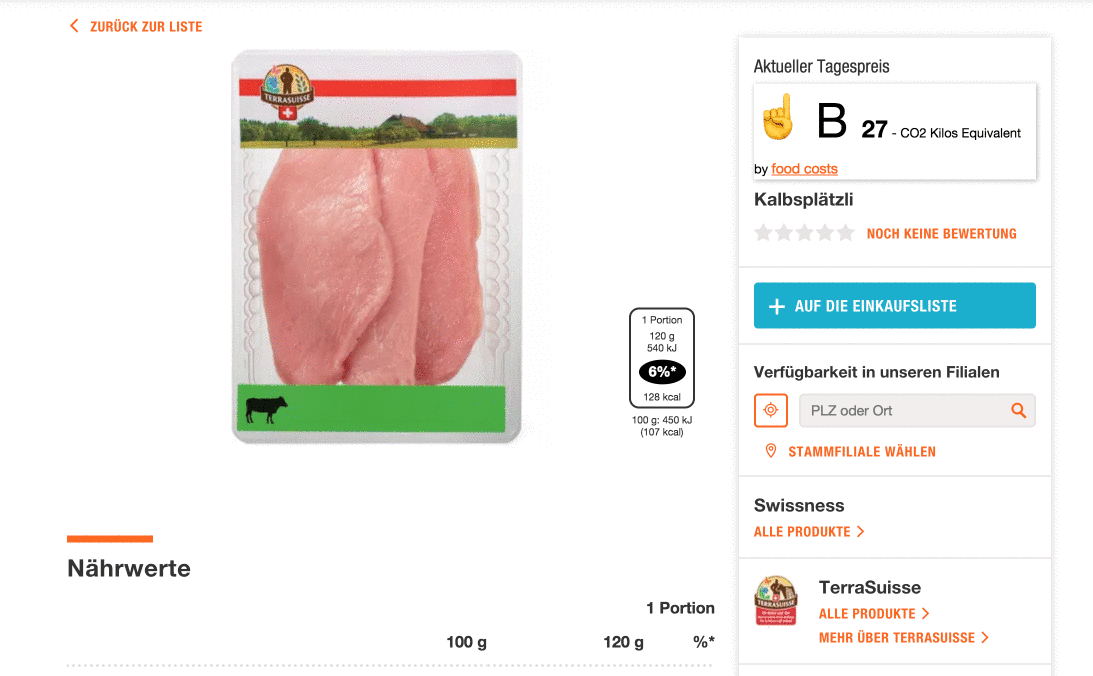 ZURÜCK ZUR LISTE
TERRASUISSE
1 Portion
120 g
540 kJ
6%*
128 kcal
100 g: 450 kJ
(107 kcal)
Nährwerte
1 Portion
100 g 120 g %*
Aktueller Tagespreis
B 27 - CO2 Kilos Equivalent
by food costs
Kalbsplätzli
NOCH KEINE BEWERTUNG
+ AUF DIE EINKAUFSLISTE
Verfügbarkeit in unseren Filialen
PLZ oder Ort
STAMMFILIALE WÄHLEN
Swissness
ALLE PRODUKTE
TERRASUISSE
TerraSuisse
ALLE PRODUKTE
MEHR ÜBER TERRASUISSE